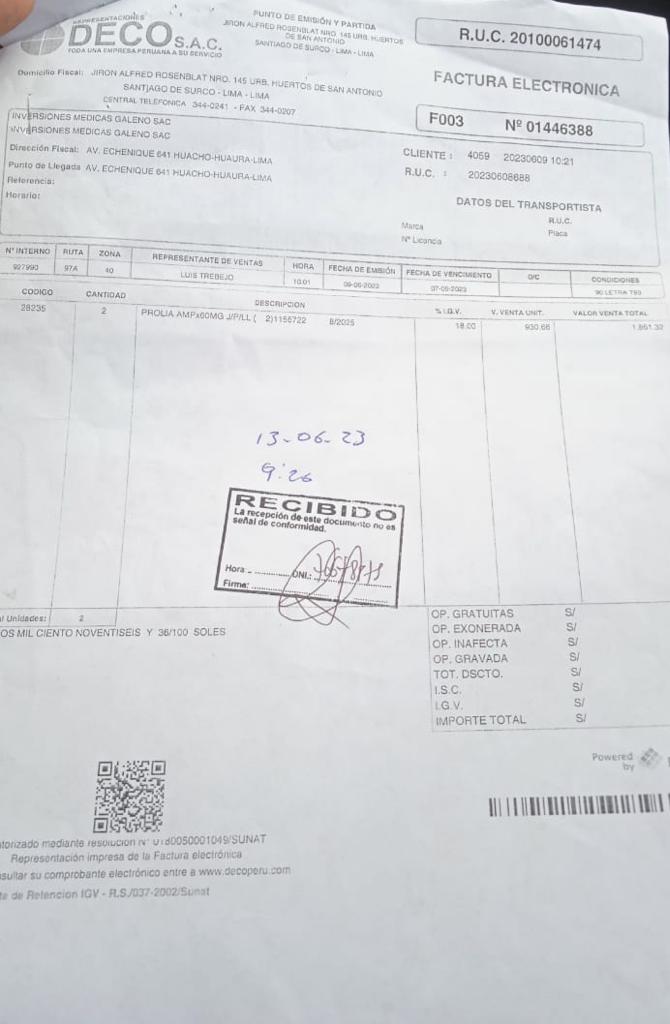 REPRESENTACIONES
DECO S.A.C.
TODA UNA EMPRESA PERUANA A SU SERVICIO
PUNTO DE EMISIÓN Y PARTIDA
JIRON ALFRED ROSENBLAT NRO. 145 URB. HUERTOS
DE SAN ANTONIO
SANTIAGO DE SURCO - LIMA - LIMA
R.U.C. 20100061474
Domicilio Fiscal: JIRON ALFRED ROSENBLAT NRO. 145 URB. HUERTOS DE SAN ANTONIO
SANTJAGO DE SURCO - LIMA - LIMA
CENTRAL TELEFONICA 344-0241 - FAX 344-0207
FACTURA ELECTRONICA
F003 Nº 01446388
INVERSIONES MEDICAS GALENO SAC
INVERSIONES MEDICAS GALENO SAC
Dirección Fiscal: AV. ECHENIQUE 641 HUACHO-HUAURA-LIMA
Punto de Llegada AV. ECHENIQUE 641 HUACHO-HUAURA-LIMA
Referencia:
Horario:
CLIENTE : 4059 20230609 10:21
R.U.C. : 20230608688
DATOS DEL TRANSPORTISTA
R.U.C.
Marca Placa
Nº Licencia
Nº INTERNO RUTA ZONA REPRESENTANTE DE VENTAS HORA FECHA DE EMISIÓN FECHA DE VENCIMIENTO O/C CONDICIONES
927990 97A 40 LUIS TREBEJO 10:01 09-06-2023 07-09-2023 90 LETRA
CODIGO CANTIDAD DESCRIPCION % I.G.V. V. VENTA UNIT. VALOR VENTA TOTAL
28235 2 PROLIA AMPx60MG J/P/LL ( 2)1156722 8/2025 18.00 930.66 1,861.32
13-06-23
9:26
RECIBIDO
La recepción de este documento no es
señal de conformidad.
Hora: DNI.:
Firma:
Unidades: 2
OS MIL CIENTO NOVENTISEIS Y 36/100 SOLES
OP. GRATUITAS S/
OP. EXONERADA S/
OP. INAFECTA S/
OP. GRAVADA S/
TOT. DSCTO. S/
I.S.C. S/
I.G.V. S/
IMPORTE TOTAL S/
Powered
by
torizado mediante resolucion N° 0180050001049/SUNAT
Representación impresa de la Factura electrónica
nsultar su comprobante electrónico entre a www.decoperu.com
te de Retencion IGV - R.S./037-2002/Sunat